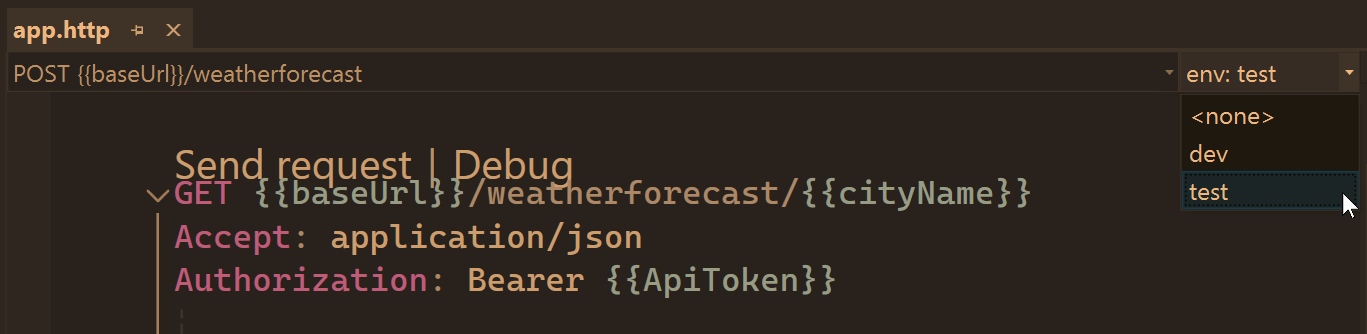 app.http
POST {{baseUrl}}/weatherforecast
env: test
<none>
dev
test
Send request | Debug
GET {{baseUrl}}/weatherforecast/{{cityName}}
Accept: application/json
Authorization: Bearer {{ApiToken}}